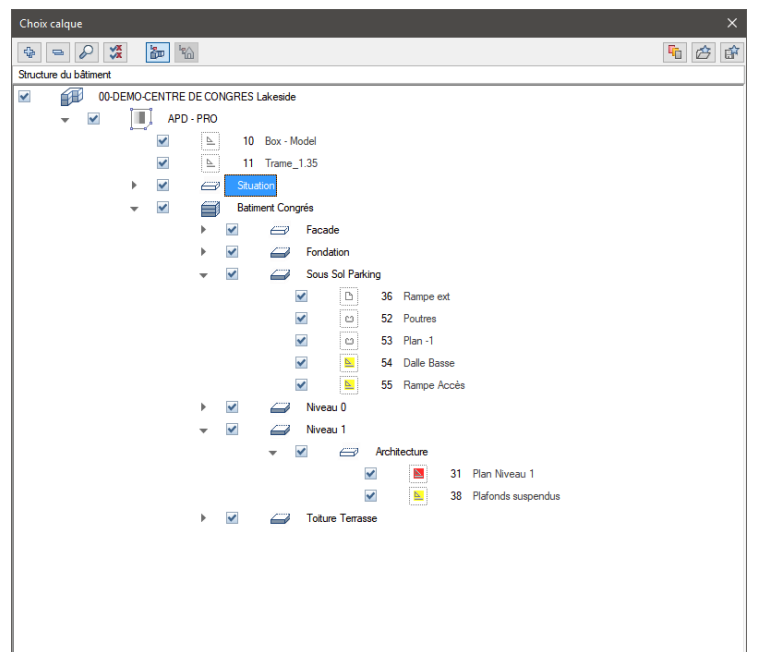 Choix calque
Structure du bâtiment
00-DEMO-CENTRE DE CONGRES Lakeside
APD - PRO
10 Box - Model
11 Trame_1.35
Situation
Batiment Congrés
Facade
Fondation
Sous Sol Parking
36 Rampe ext
52 Poutres
53 Plan -1
54 Dalle Basse
55 Rampe Accès
Niveau 0
Niveau 1
Architecture
31 Plan Niveau 1
38 Plafonds suspendus
Toiture Terrasse